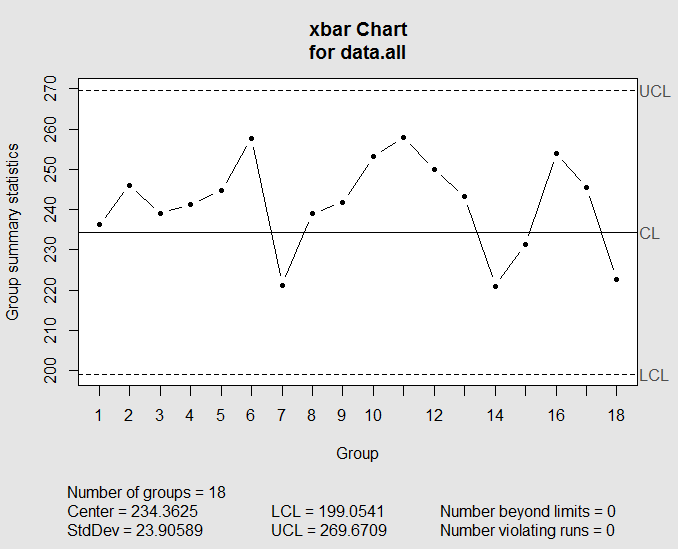 xbar Chart
for data.all
Group summary statistics
270
260
250
240
230
220
210
200
UCL
CL
LCL
1 2 3 4 5 6 7 8 9 10 12 14 16 18
Group
Number of groups = 18
Center = 234.3625 LCL = 199.0541 Number beyond limits = 0
StdDev = 23.90589 UCL = 269.6709 Number violating runs = 0